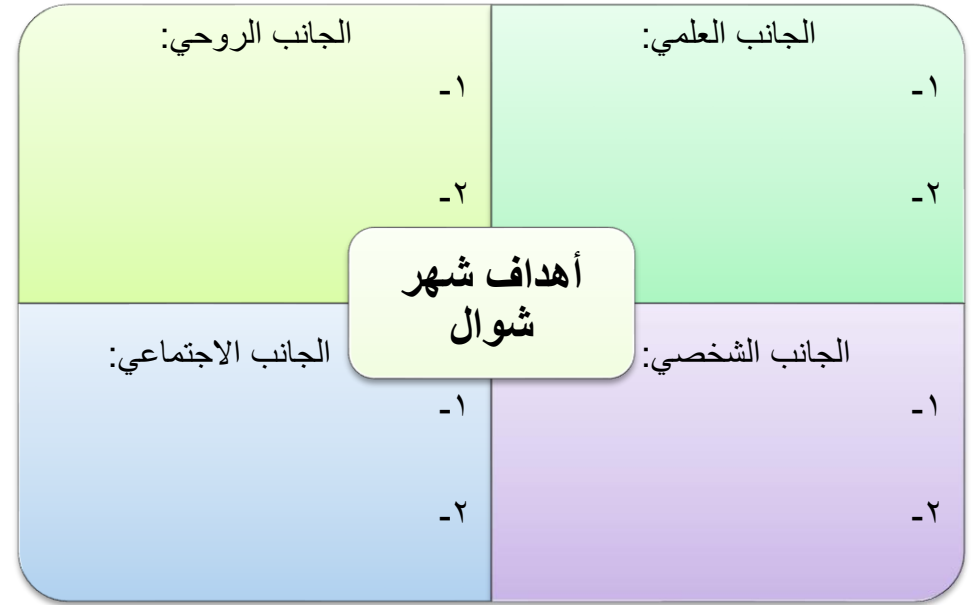 الجانب العلمي:
١-
٢-
الجانب الروحي:
١-
٢-
أهداف شهر
شوال
الجانب الشخصي:
١-
٢-
الجانب الاجتماعي:
١-
٢-